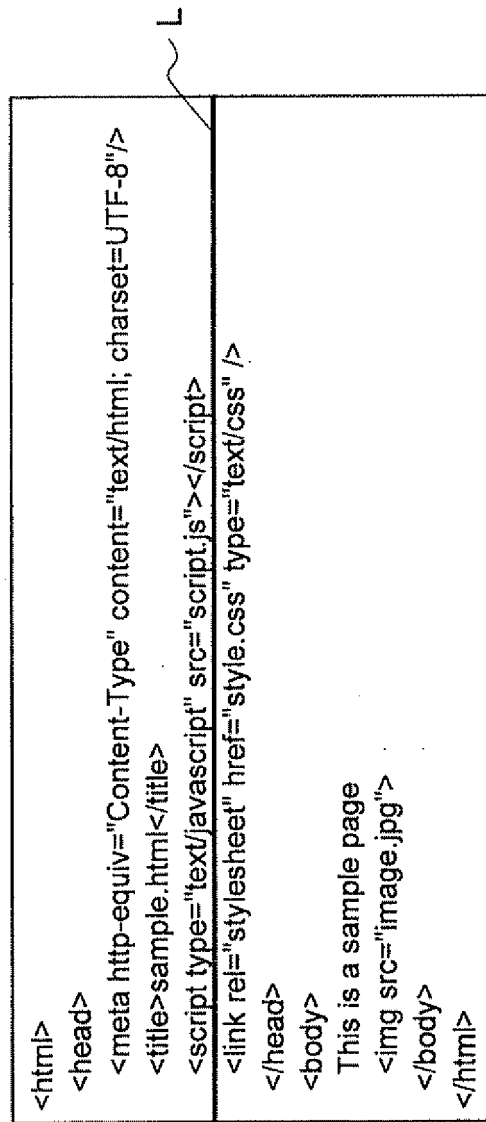 <html>
<head>
<meta http-equiv="Content-Type" content="text/html; charset=UTF-8"/>
<title>sample.html</title>
<script type="text/javascript" src="script.js"></script>
<link rel="stylesheet" href="style.css" type="text/css" />
</head>
<body>
This is a sample page
<img src="image.jpg">
</body>
</html>
L